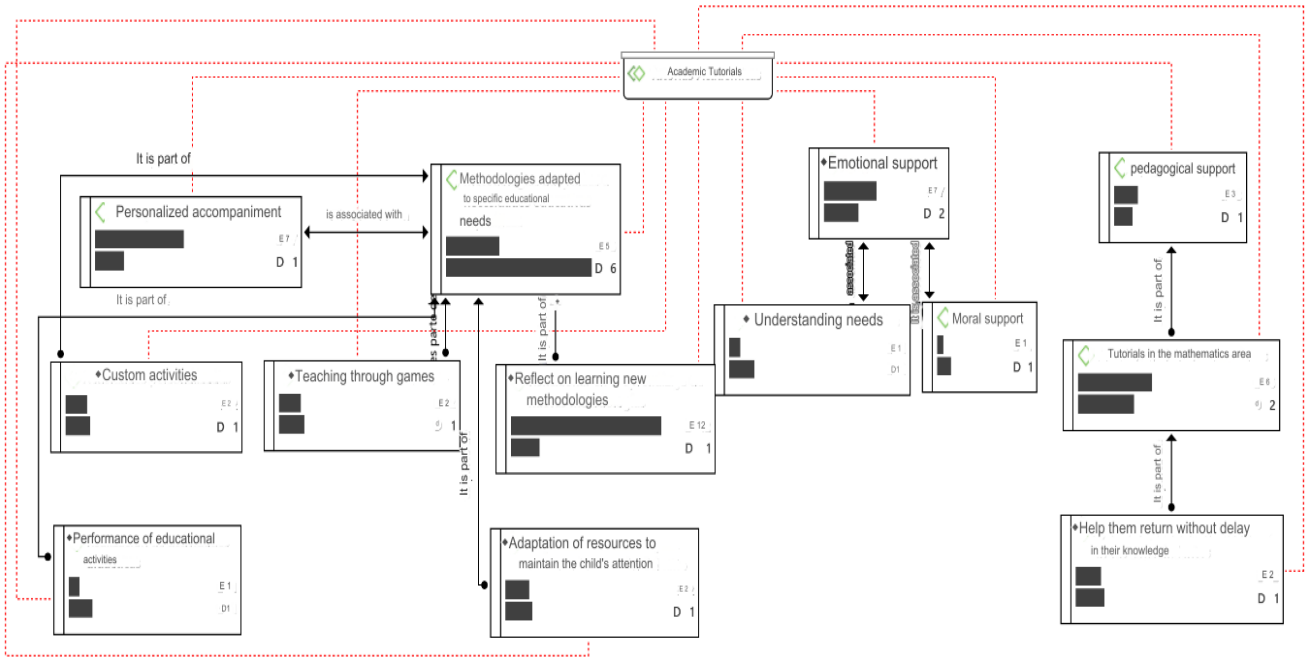 Academic Tutorials
It is part of
Methodologies adapted
to specific educational
needs
E 5
D 6
Personalized accompaniment
E 7
D 1
is associated with
It is part of
Emotional support
E 7
D 2
pedagogical support
E 3
D 1
associated
It is part of
It is part of
Understanding needs
E 1
D1
Moral support
E 1
D 1
Tutorials in the mathematics area
E 6
2
Custom activities
E 2
D 1
Teaching through games
E 2
1
Reflect on learning new
methodologies
E 12
D 1
It is part of
It is part of
Performance of educational
activities
E 1
D1
Adaptation of resources to
maintain the child's attention
E 2
D 1
Help them return without delay
in their knowledge
E 2
D 1